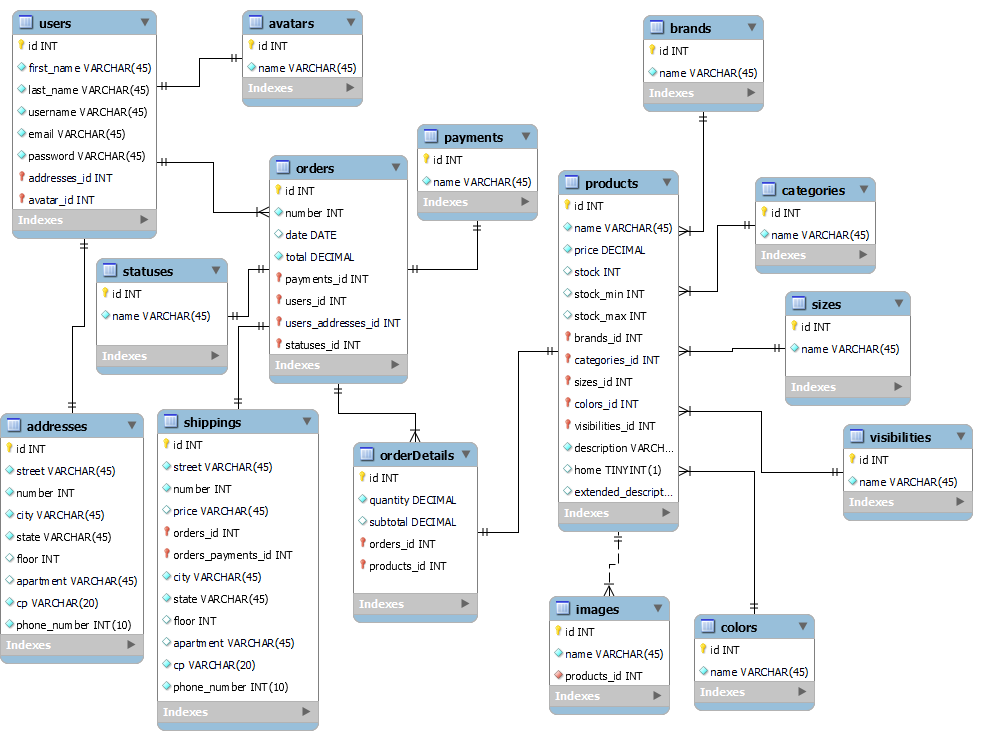 users
id INT
first_name VARCHAR(45)
last_name VARCHAR(45)
username VARCHAR(45)
email VARCHAR(45)
password VARCHAR(45)
addresses_id INT
avatar_id INT
Indexes
avatars
id INT
name VARCHAR(45)
Indexes
brands
id INT
name VARCHAR(45)
Indexes
payments
id INT
name VARCHAR(45)
Indexes
orders
id INT
number INT
date DATE
total DECIMAL
payments_id INT
users_id INT
users_addresses_id INT
statuses_id INT
Indexes
products
id INT
name VARCHAR(45)
price DECIMAL
stock INT
stock_min INT
stock_max INT
brands_id INT
categories_id INT
sizes_id INT
colors_id INT
visibilities_id INT
description VARCH...
home TINYINT(1)
extended_descript...
Indexes
categories
id INT
name VARCHAR(45)
Indexes
statuses
id INT
name VARCHAR(45)
Indexes
sizes
id INT
name VARCHAR(45)
Indexes
addresses
id INT
street VARCHAR(45)
number INT
city VARCHAR(45)
state VARCHAR(45)
floor INT
apartment VARCHAR(45)
cp VARCHAR(20)
phone_number INT(10)
Indexes
shippings
id INT
street VARCHAR(45)
number INT
price VARCHAR(45)
orders_id INT
orders_payments_id INT
city VARCHAR(45)
state VARCHAR(45)
floor INT
apartment VARCHAR(45)
cp VARCHAR(20)
phone_number INT(10)
Indexes
orderDetails
id INT
quantity DECIMAL
subtotal DECIMAL
orders_id INT
products_id INT
Indexes
visibilities
id INT
name VARCHAR(45)
Indexes
images
id INT
name VARCHAR(45)
products_id INT
Indexes
colors
id INT
name VARCHAR(45)
Indexes